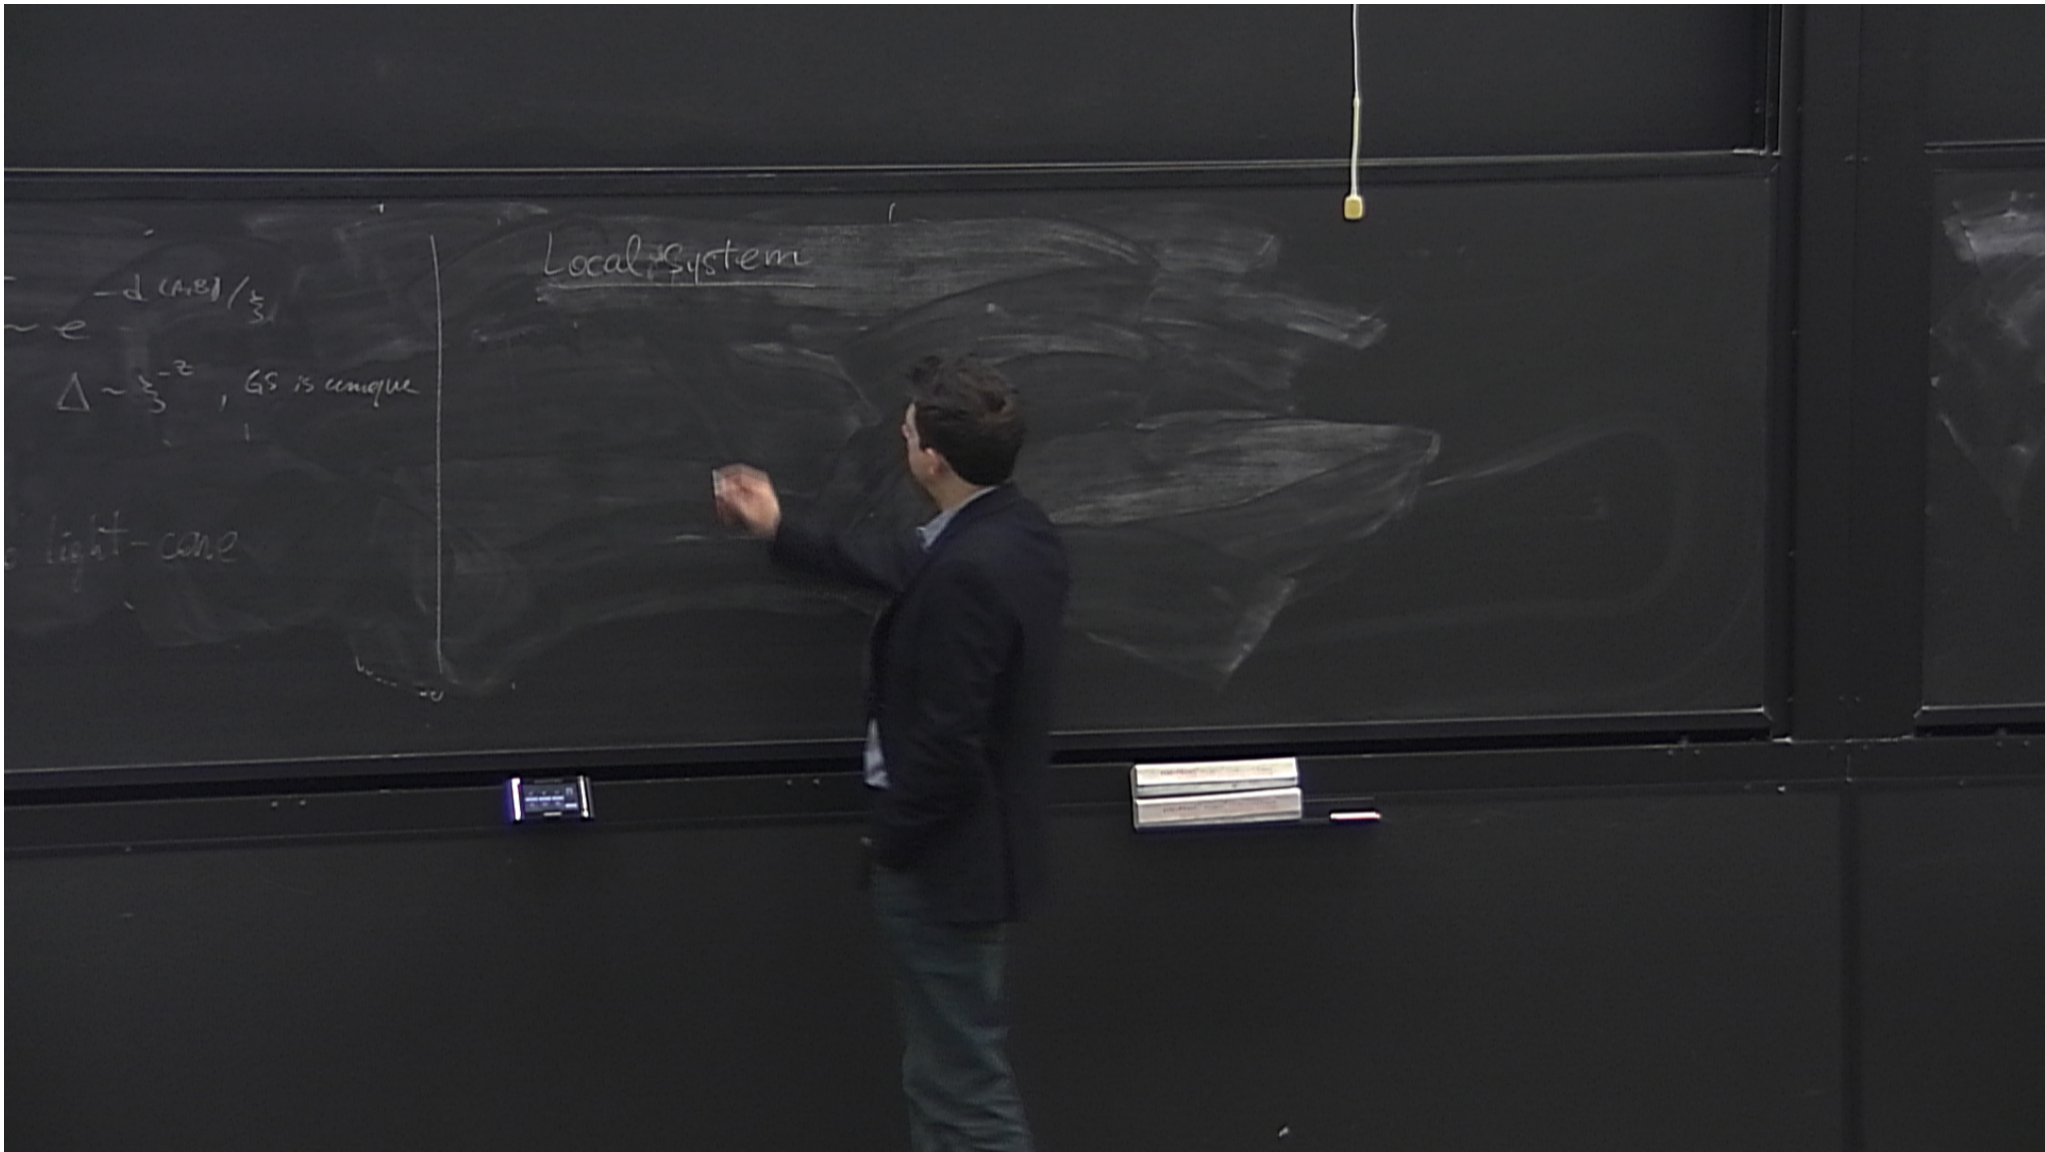 ~ e^{-d(A,B)/ξ}
Δ ~ ξ^{-z}, GS is unique
light-cone
Local System